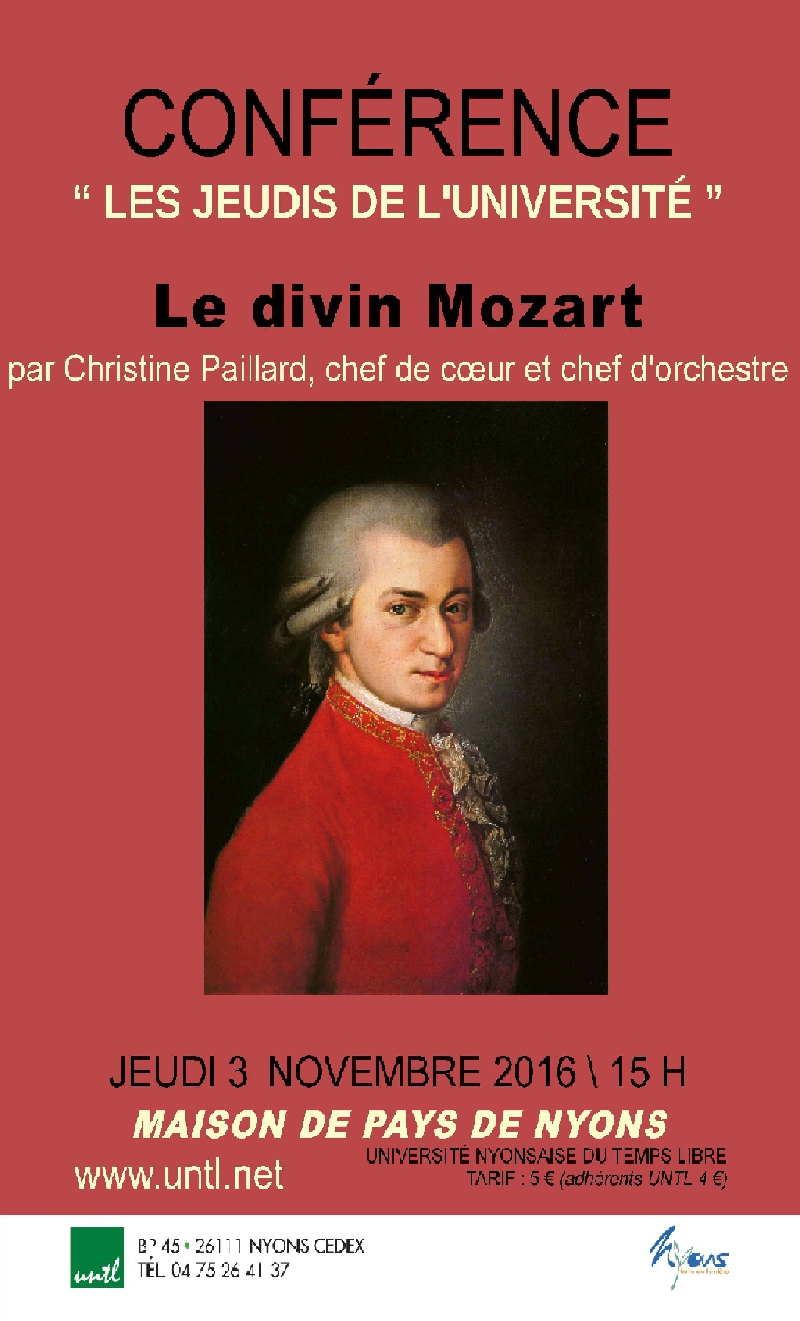 CONFÉRENCE
“ LES JEUDIS DE L'UNIVERSITÉ ”
Le divin Mozart
par Christine Paillard, chef de cœur et chef d'orchestre
JEUDI 3 NOVEMBRE 2016 \ 15 H
MAISON DE PAYS DE NYONS
UNIVERSITÉ NYONSAISE DU TEMPS LIBRE
www.untl.net
TARIF : 5 € (adhérents UNTL 4 €)
untl
BP 45 • 26111 NYONS CEDEX
TÉL. 04 75 26 41 37
Nyons